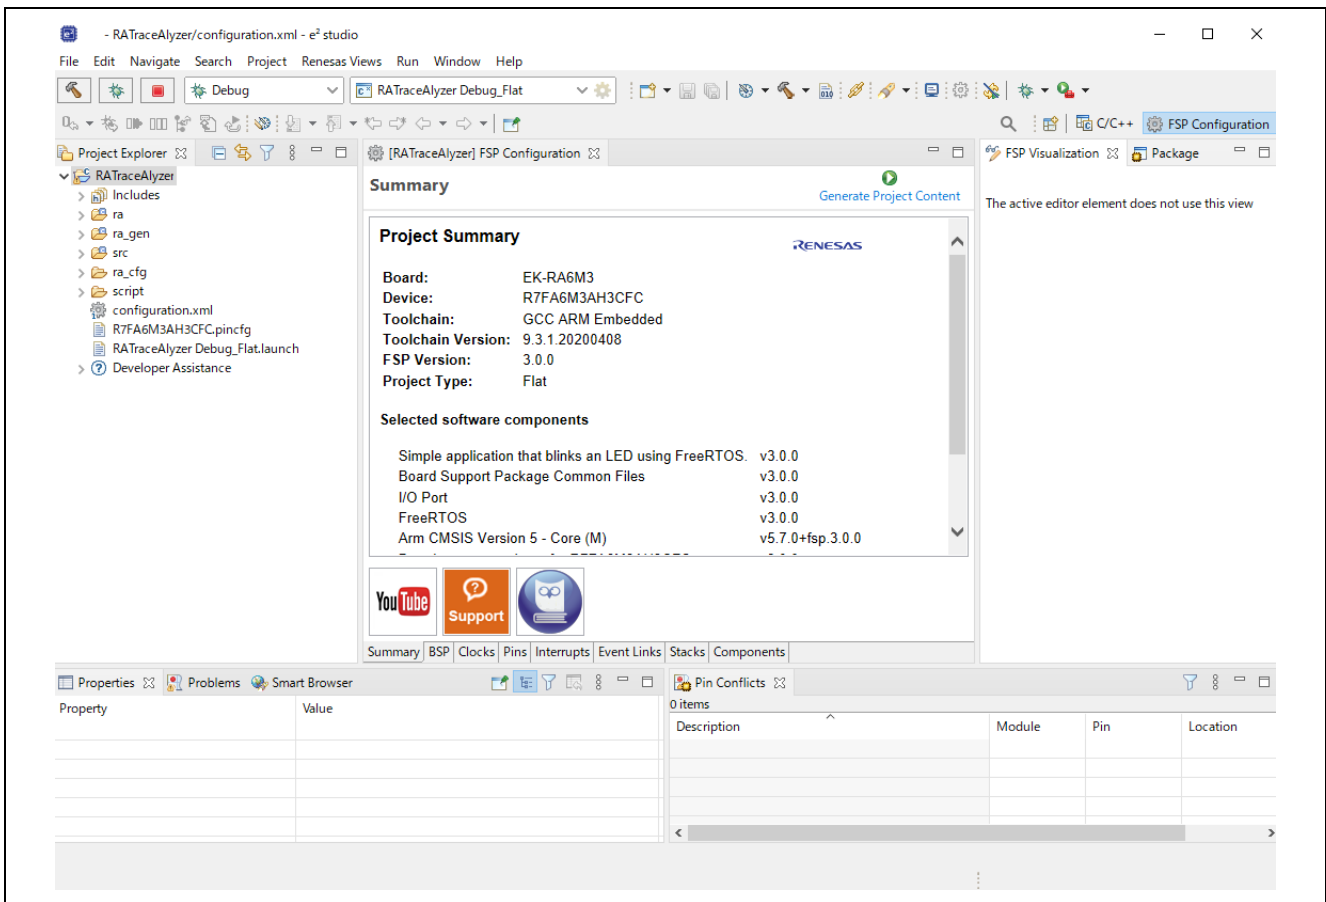 - RATraceAlyzer/configuration.xml - e² studio
File Edit Navigate Search Project Renesas Views Run Window Help
Debug
RATraceAlyzer Debug_Flat
C/C++
FSP Configuration
Project Explorer
[RATraceAlyzer] FSP Configuration
FSP Visualization
Package
RATraceAlyzer
Includes
ra
ra_gen
src
ra_cfg
script
configuration.xml
R7FA6M3AH3CFC.pincfg
RATraceAlyzer Debug_Flat.launch
Developer Assistance
Summary
Generate Project Content
Project Summary
RENESAS
Board: EK-RA6M3
Device: R7FA6M3AH3CFC
Toolchain: GCC ARM Embedded
Toolchain Version: 9.3.1.20200408
FSP Version: 3.0.0
Project Type: Flat
Selected software components
Simple application that blinks an LED using FreeRTOS. v3.0.0
Board Support Package Common Files v3.0.0
I/O Port v3.0.0
FreeRTOS v3.0.0
Arm CMSIS Version 5 - Core (M) v5.7.0+fsp.3.0.0
YouTube
Support
Summary BSP Clocks Pins Interrupts Event Links Stacks Components
The active editor element does not use this view
Properties Problems Smart Browser
Property Value
Pin Conflicts
0 items
Description Module Pin Location